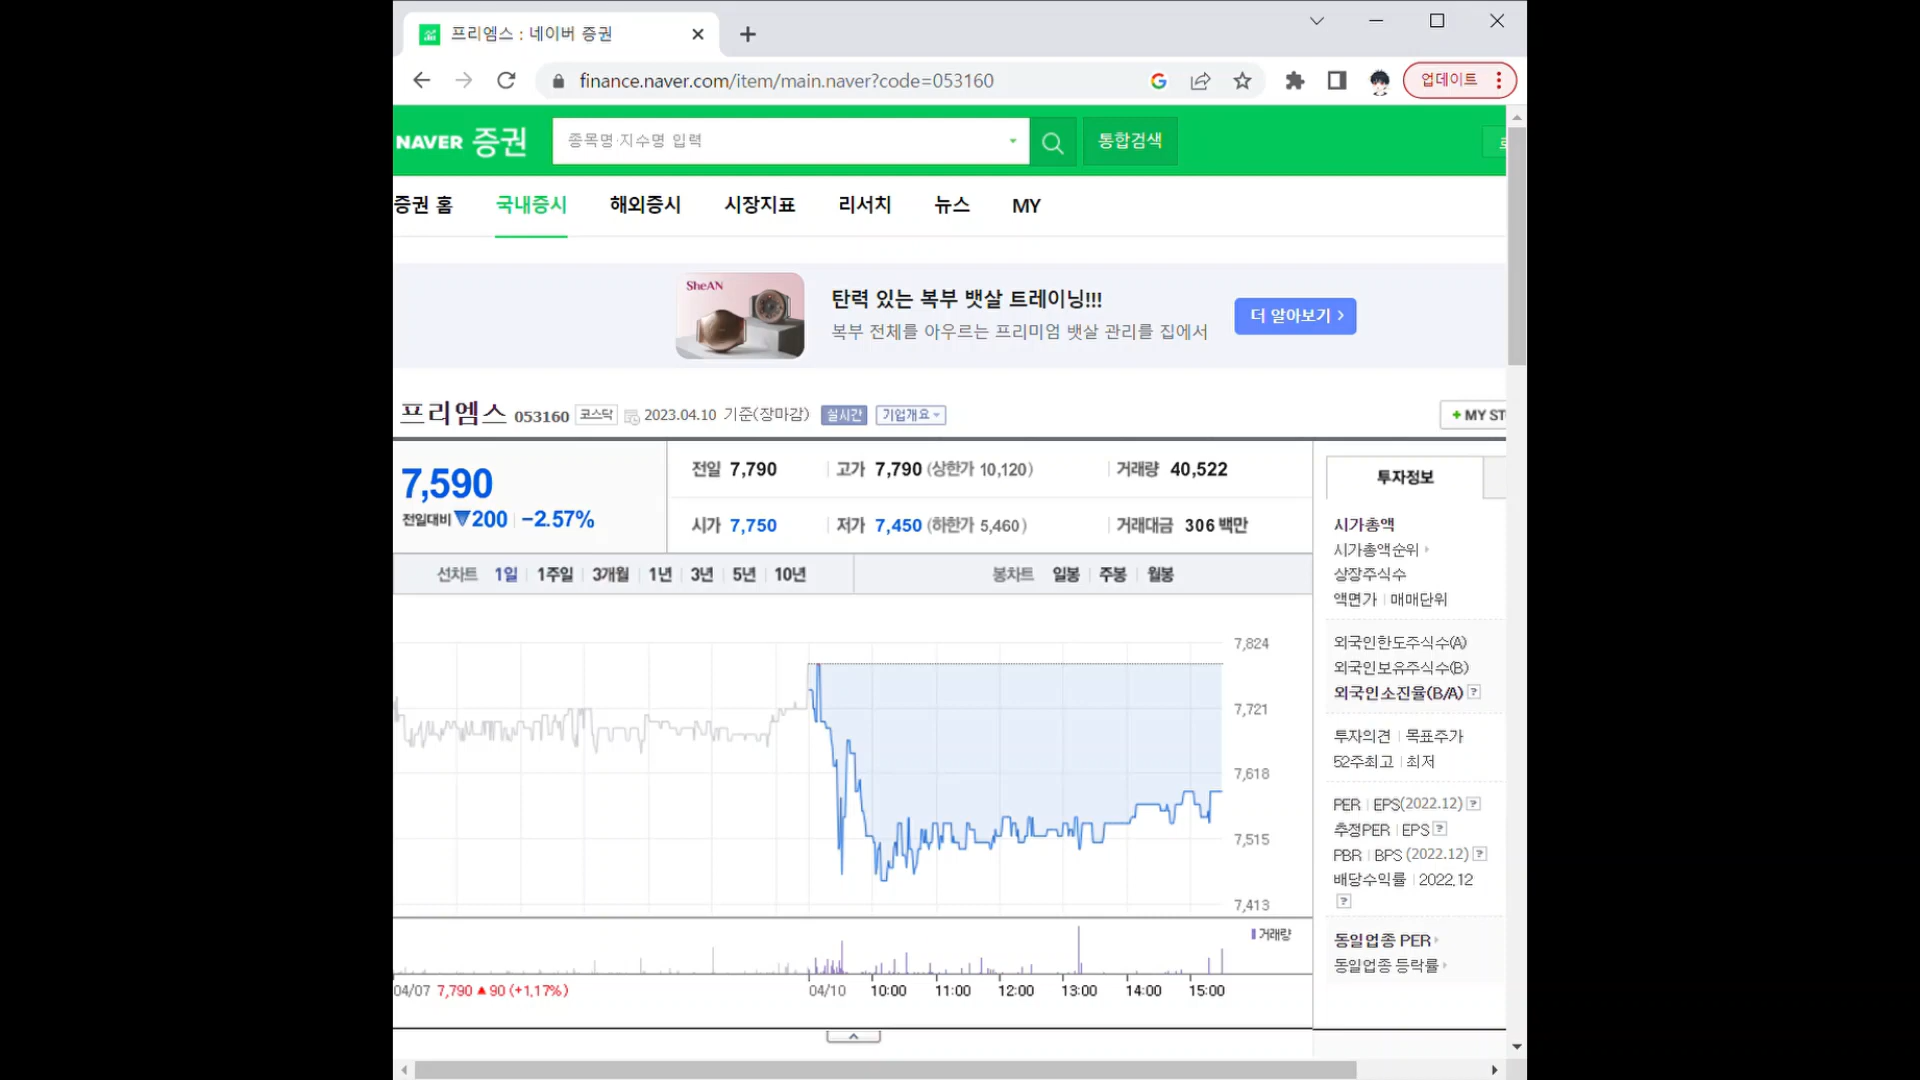 프리엠스 : 네이버 증권
finance.naver.com/item/main.naver?code=053160
업데이트
NAVER 증권
종목명·지수명 입력
통합검색
증권 홈 국내증시 해외증시 시장지표 리서치 뉴스 MY
SheAN
탄력 있는 복부 뱃살 트레이닝!!!
복부 전체를 아우르는 프리미엄 뱃살 관리를 집에서
더 알아보기 >
프리엠스 053160 코스닥 2023.04.10 기준(장마감) 실시간 기업개요
+ MY ST
7,590
전일대비 ▼200 -2.57%
전일 7,790 고가 7,790 (상한가 10,120) 거래량 40,522
시가 7,750 저가 7,450 (하한가 5,460) 거래대금 306 백만
선차트 1일 1주일 3개월 1년 3년 5년 10년 봉차트 일봉 주봉 월봉
7,824
7,721
7,618
7,515
7,413
거래량
04/07 7,790 ▲90 (+1.17%)
04/10 10:00 11:00 12:00 13:00 14:00 15:00
투자정보
시가총액
시가총액순위
상장주식수
액면가 | 매매단위
외국인한도주식수(A)
외국인보유주식수(B)
외국인소진율(B/A) ?
투자의견 | 목표주가
52주최고 | 최저
PER | EPS(2022.12) ?
추정PER | EPS ?
PBR | BPS (2022.12) ?
배당수익률 | 2022.12
?
동일업종 PER
동일업종 등락률